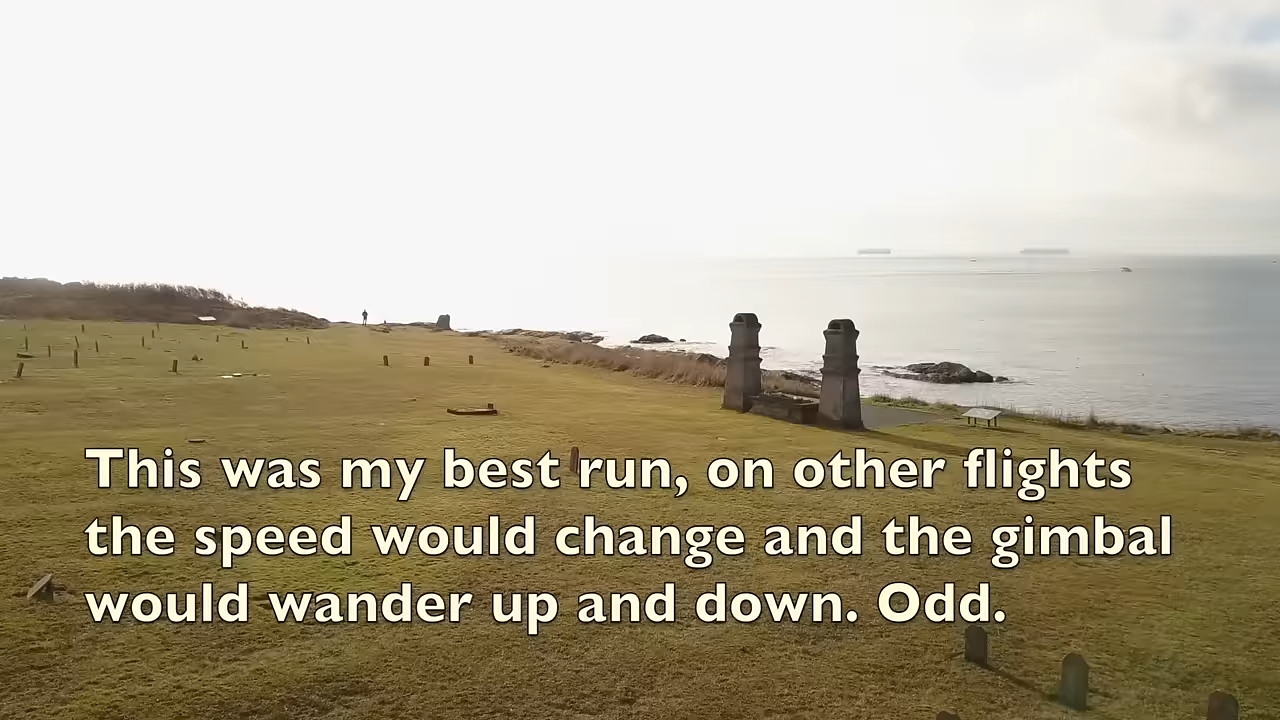 This was my best run, on other flights
the speed would change and the gimbal
would wander up and down. Odd.